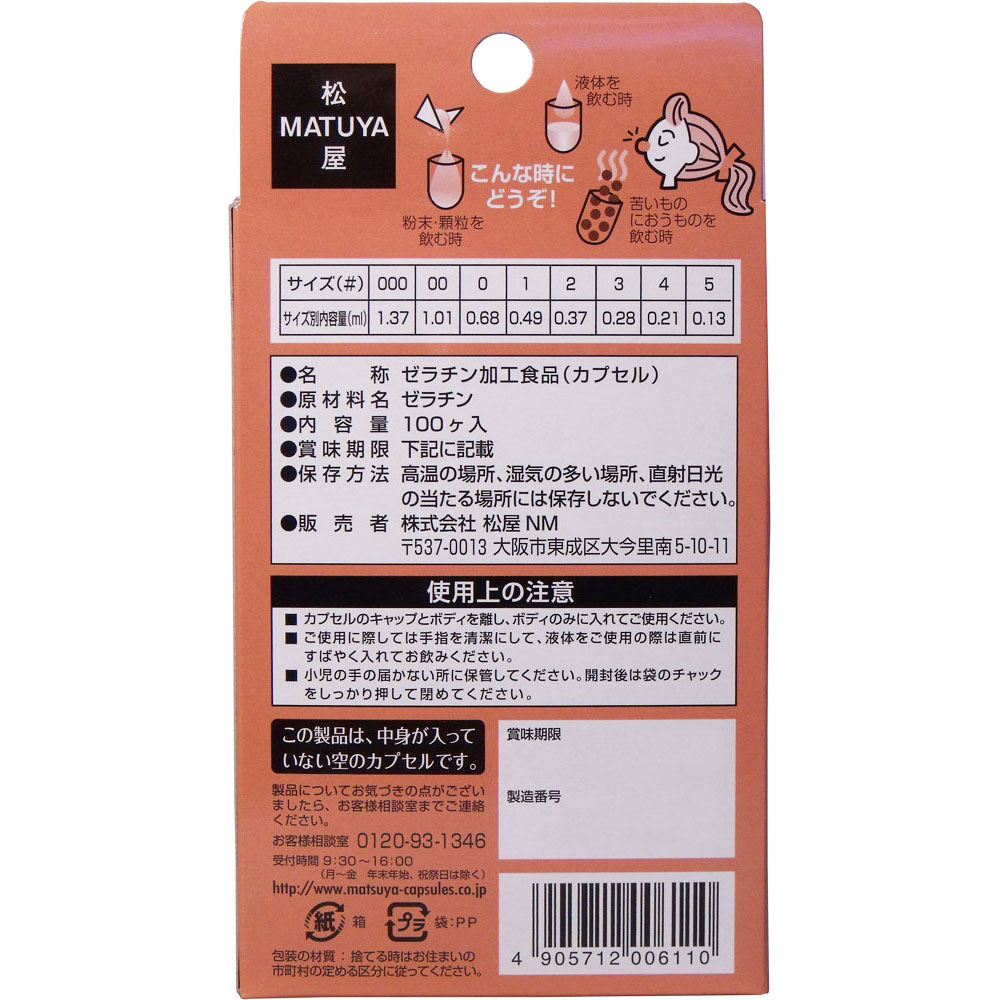 松
MATUYA
屋
液体を
飲む時
こんな時に
どうぞ!
粉末・顆粒を
飲む時
苦いもの
におうものを
飲む時
サイズ(#) 000 00 0 1 2 3 4 5
サイズ別内容量(ml) 1.37 1.01 0.68 0.49 0.37 0.28 0.21 0.13
●名称 ゼラチン加工食品(カプセル)
●原材料名 ゼラチン
●内容量 100ヶ入
●賞味期限 下記に記載
●保存方法 高温の場所、湿気の多い場所、直射日光
の当たる場所には保存しないでください。
●販売者 株式会社 松屋NM
〒537-0013 大阪市東成区大今里南5-10-11
使用上の注意
■ カプセルのキャップとボディを離し、ボディのみに入れてご使用ください。
■ ご使用に際しては手指を清潔にして、液体をご使用の際は直前に
すばやく入れてお飲みください。
■ 小児の手の届かない所に保管してください。開封後は袋のチャック
をしっかり押して閉めてください。
この製品は、中身が入って
いない空のカプセルです。
製品についてお気づきの点がござい
ましたら、お客様相談室までご連絡
ください。
お客様相談室 0120-93-1346
受付時間 9:30~16:00
(月~金 年末年始、祝祭日は除く)
http://www.matsuya-capsules.co.jp
紙 箱 プラ 袋:PP
包装の材質:捨てる時はお住まいの
市町村の定める区分に従ってください。
賞味期限
製造番号
4 905712 006110